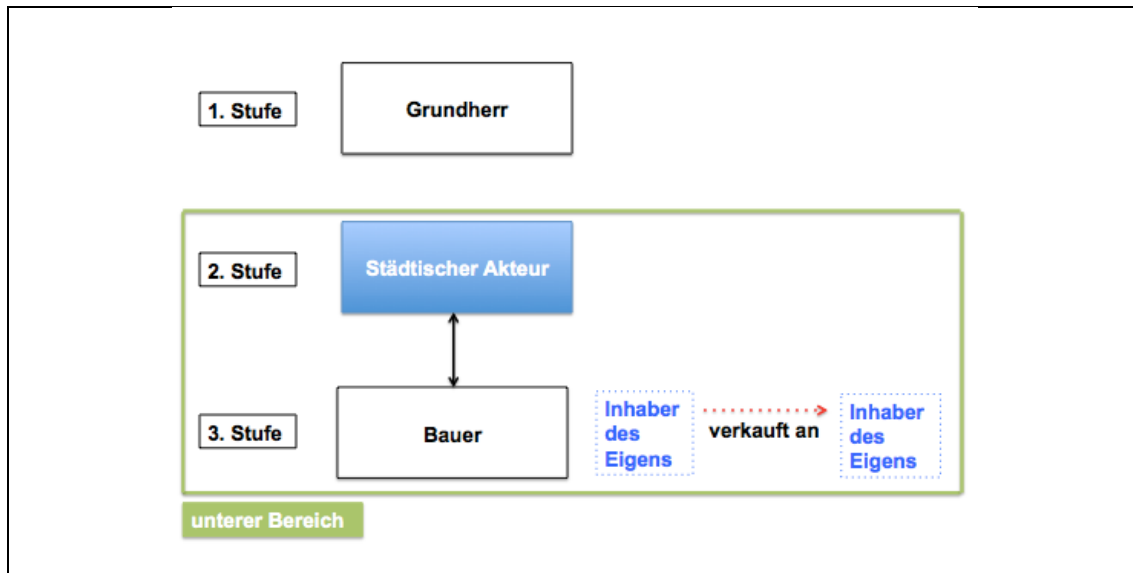 1. Stufe
Grundherr
2. Stufe
Städtischer Akteur
3. Stufe
Bauer
Inhaber
des
Eigens
verkauft an
Inhaber
des
Eigens
unterer Bereich